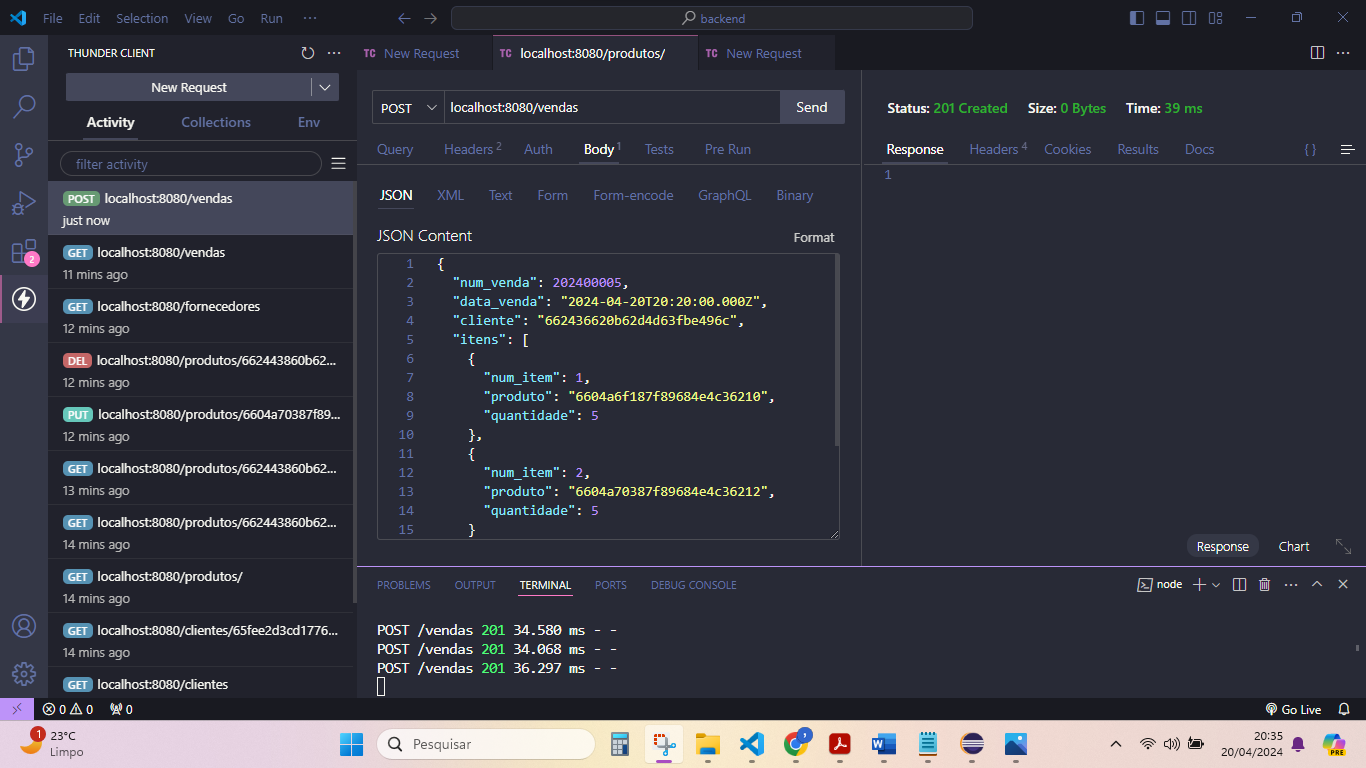 File Edit Selection View Go Run ··· backend
THUNDER CLIENT
New Request
Activity Collections Env
filter activity
POST localhost:8080/vendas
just now
GET localhost:8080/vendas
11 mins ago
GET localhost:8080/fornecedores
12 mins ago
DEL localhost:8080/produtos/662443860b62...
12 mins ago
PUT localhost:8080/produtos/6604a70387f89...
12 mins ago
GET localhost:8080/produtos/662443860b62...
13 mins ago
GET localhost:8080/produtos/662443860b62...
14 mins ago
GET localhost:8080/produtos/
14 mins ago
GET localhost:8080/clientes/65fee2d3cd1776...
14 mins ago
GET localhost:8080/clientes
2
TC New Request TC localhost:8080/produtos/ TC New Request
POST localhost:8080/vendas Send
Query Headers 2 Auth Body 1 Tests Pre Run
JSON XML Text Form Form-encode GraphQL Binary
JSON Content Format
1 {
2 "num_venda": 202400005,
3 "data_venda": "2024-04-20T20:20:00.000Z",
4 "cliente": "662436620b62d4d63fbe496c",
5 "itens": [
6 {
7 "num_item": 1,
8 "produto": "6604a6f187f89684e4c36210",
9 "quantidade": 5
10 },
11 {
12 "num_item": 2,
13 "produto": "6604a70387f89684e4c36212",
14 "quantidade": 5
15 }
Status: 201 Created Size: 0 Bytes Time: 39 ms
Response Headers 4 Cookies Results Docs { }
1
Response Chart
PROBLEMS OUTPUT TERMINAL PORTS DEBUG CONSOLE node
POST /vendas 201 34.580 ms - -
POST /vendas 201 34.068 ms - -
POST /vendas 201 36.297 ms - -
0 0 0 Go Live
1 23°C
Limpo
Pesquisar
20:35
20/04/2024
PRE